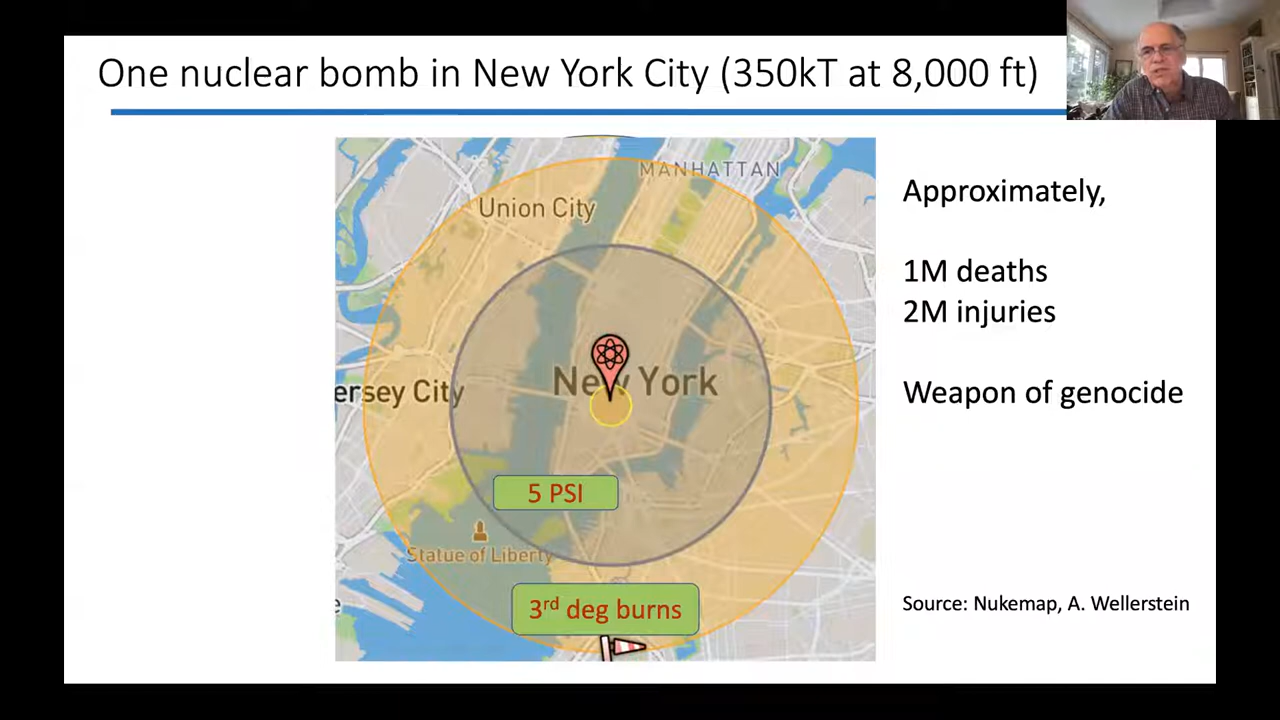 One nuclear bomb in New York City (350kT at 8,000 ft)
MANHATTAN
Union City
New York
ersey City
5 PSI
Statue of Liberty
3rd deg burns
Approximately,
1M deaths
2M injuries
Weapon of genocide
Source: Nukemap, A. Wellerstein